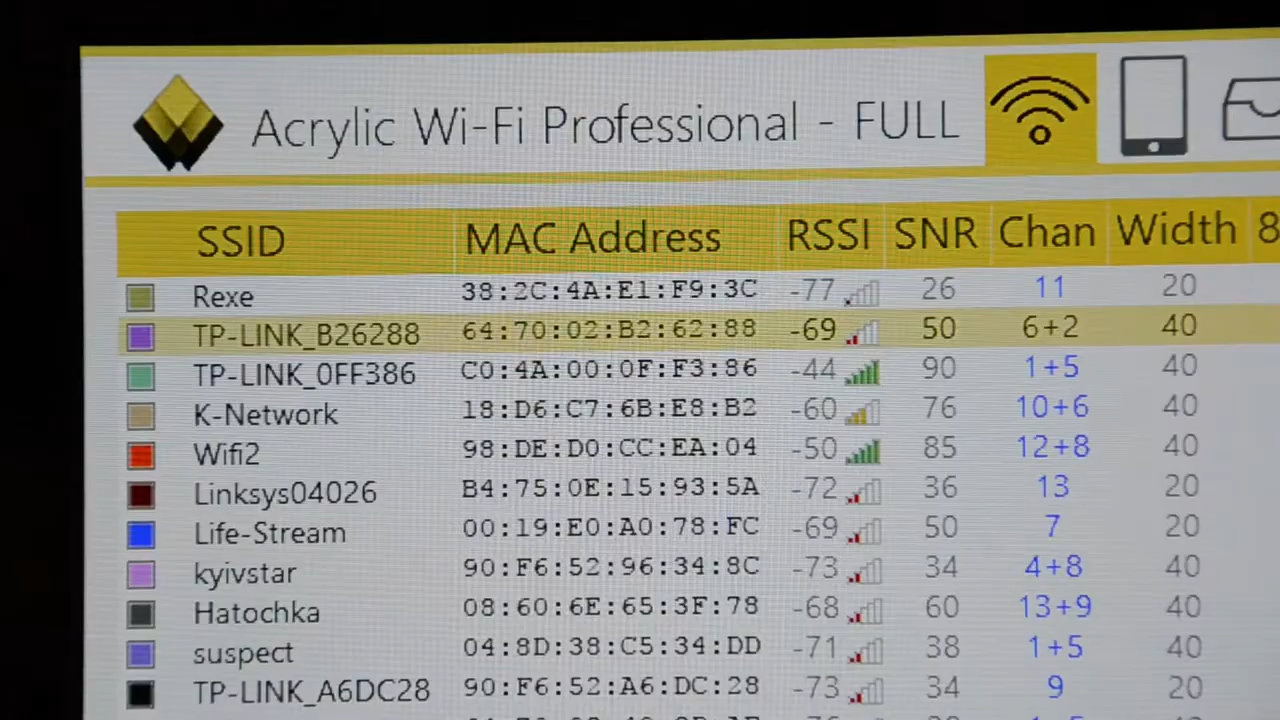 Acrylic Wi-Fi Professional - FULL
SSID MAC Address RSSI SNR Chan Width 8
Rexe 38:2C:4A:E1:F9:3C -77 26 11 20
TP-LINK_B26288 64:70:02:B2:62:88 -69 50 6+2 40
TP-LINK_0FF386 C0:4A:00:0F:F3:86 -44 90 1+5 40
K-Network 18:D6:C7:6B:E8:B2 -60 76 10+6 40
Wifi2 98:DE:D0:CC:EA:04 -50 85 12+8 40
Linksys04026 B4:75:0E:15:93:5A -72 36 13 20
Life-Stream 00:19:E0:A0:78:FC -69 50 7 20
kyivstar 90:F6:52:96:34:8C -73 34 4+8 40
Hatochka 08:60:6E:65:3F:78 -68 60 13+9 40
suspect 04:8D:38:C5:34:DD -71 38 1+5 40
TP-LINK_A6DC28 90:F6:52:A6:DC:28 -73 34 9 20